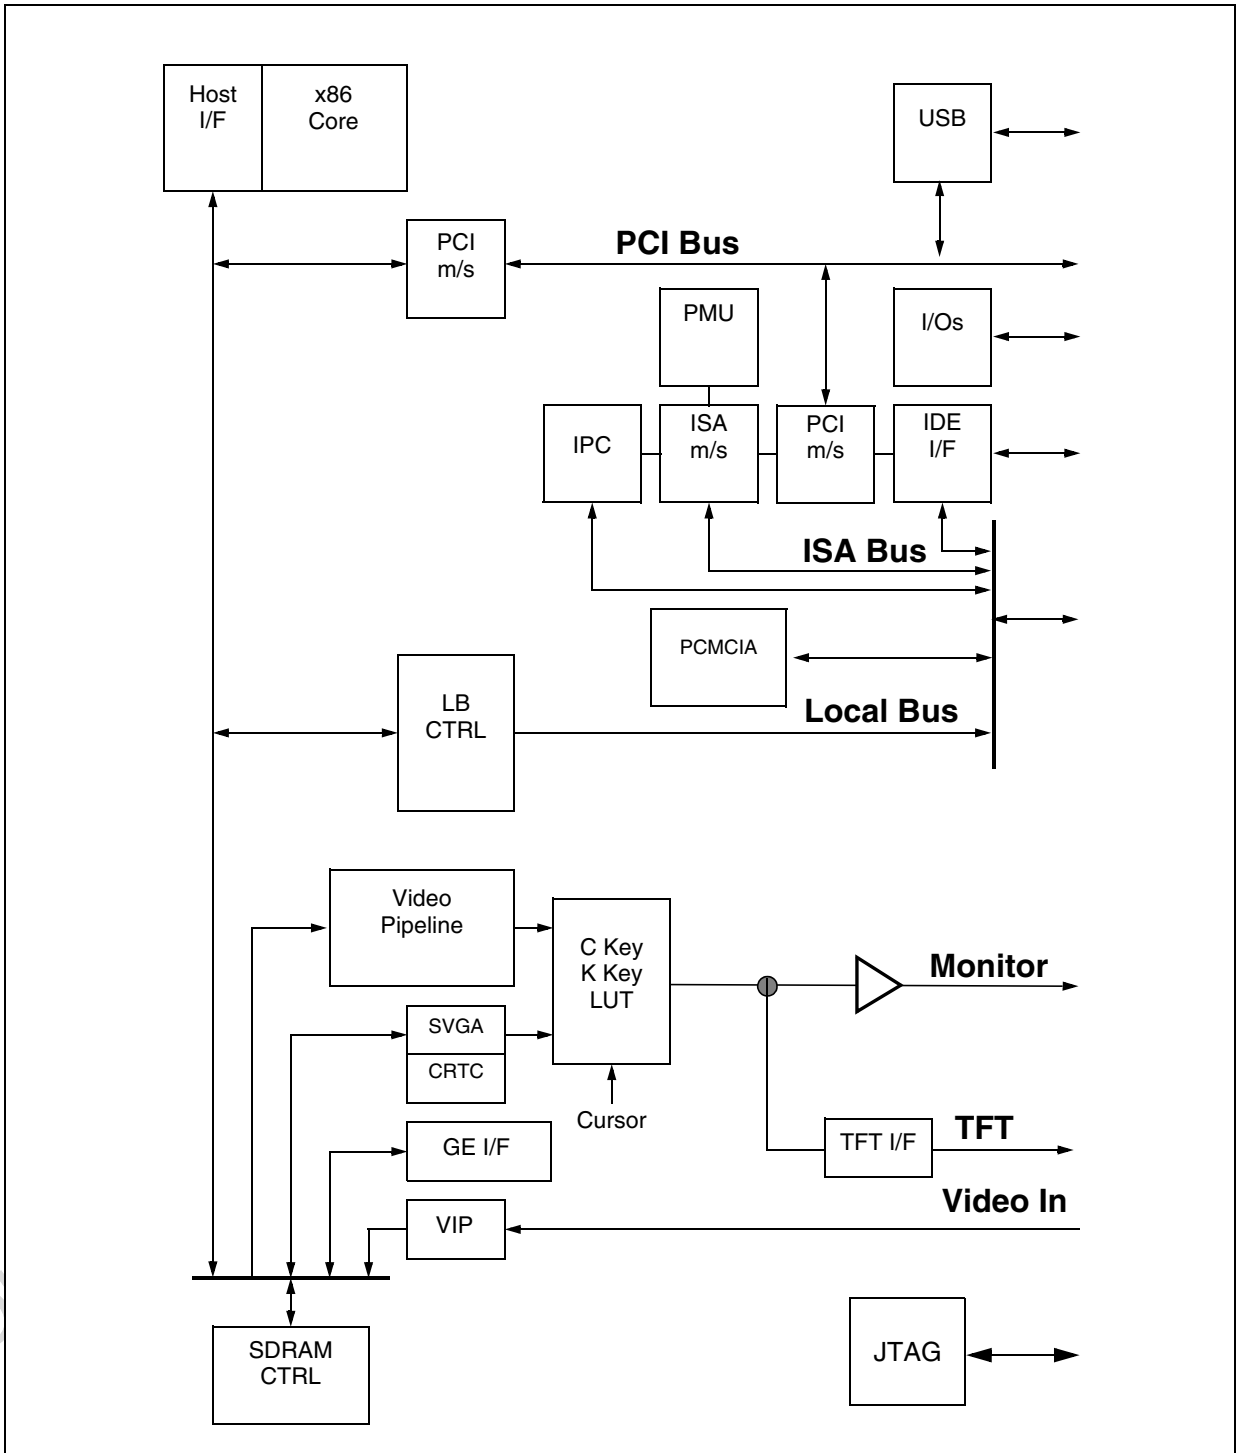 Host
I/F
x86
Core
USB
PCI
m/s
PCI Bus
PMU
I/Os
IPC
ISA
m/s
PCI
m/s
IDE
I/F
ISA Bus
PCMCIA
LB
CTRL
Local Bus
Video
Pipeline
C Key
K Key
LUT
Monitor
SVGA
CRTC
Cursor
GE I/F
TFT I/F
TFT
VIP
Video In
SDRAM
CTRL
JTAG